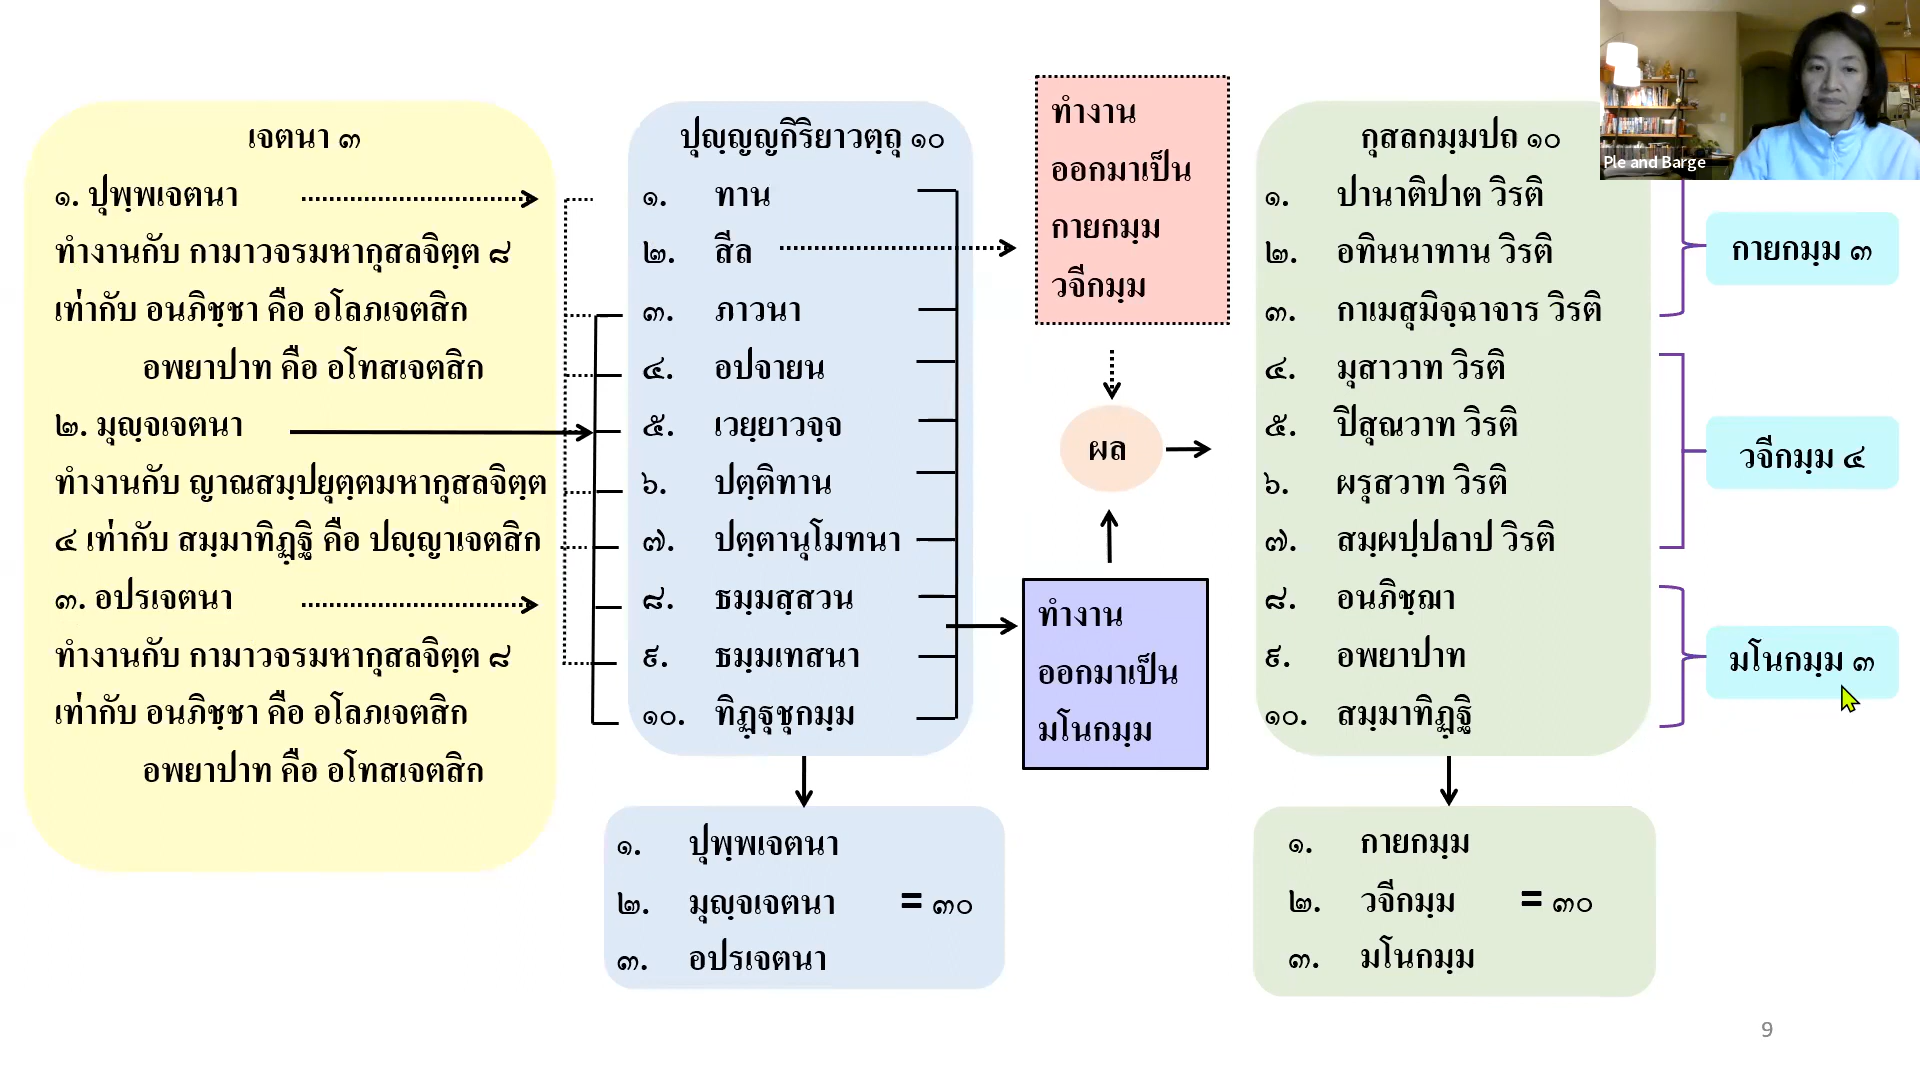 เจตนา ๓
๑. ปุพฺพเจตนา
ทำงานกับ กามาวจรมหากุสลจิตฺต ๘
เท่ากับ อนภิชฺชา คือ อโลภเจตสิก
อพยาปาท คือ อโทสเจตสิก
๒. มุญฺจเจตนา
ทำงานกับ ญาณสมฺปยุตฺตมหากุสลจิตฺต
๔ เท่ากับ สมฺมาทิฏฺฐิ คือ ปญฺญาเจตสิก
๓. อปรเจตนา
ทำงานกับ กามาวจรมหากุสลจิตฺต ๘
เท่ากับ อนภิชฺชา คือ อโลภเจตสิก
อพยาปาท คือ อโทสเจตสิก
ปุญฺญญกิริยาวตฺถุ ๑๐
๑. ทาน
๒. สีล
๓. ภาวนา
๔. อปจายน
๕. เวยฺยาวจฺจ
๖. ปตฺติทาน
๗. ปตฺตานุโมทนา
๘. ธมฺมสฺสวน
๙. ธมฺมเทสนา
๑๐. ทิฏฺฐุชุกมฺม
๑. ปุพฺพเจตนา
๒. มุญฺจเจตนา = ๓๐
๓. อปรเจตนา
ทำงาน
ออกมาเป็น
กายกมฺม
วจีกมฺม
ผล
ทำงาน
ออกมาเป็น
มโนกมฺม
กุสลกมฺมปถ ๑๐
๑. ปานาติปาต วิรติ
๒. อทินนาทาน วิรติ
๓. กาเมสุมิจฺฉาจาร วิรติ
๔. มุสาวาท วิรติ
๕. ปิสุณวาท วิรติ
๖. ผรุสวาท วิรติ
๗. สมฺผปฺปลาป วิรติ
๘. อนภิชฺฌา
๙. อพยาปาท
๑๐. สมฺมาทิฏฺฐิ
๑. กายกมฺม
๒. วจีกมฺม = ๓๐
๓. มโนกมฺม
กายกมฺม ๓
วจีกมฺม ๔
มโนกมฺม ๓
Ple and Barge
9